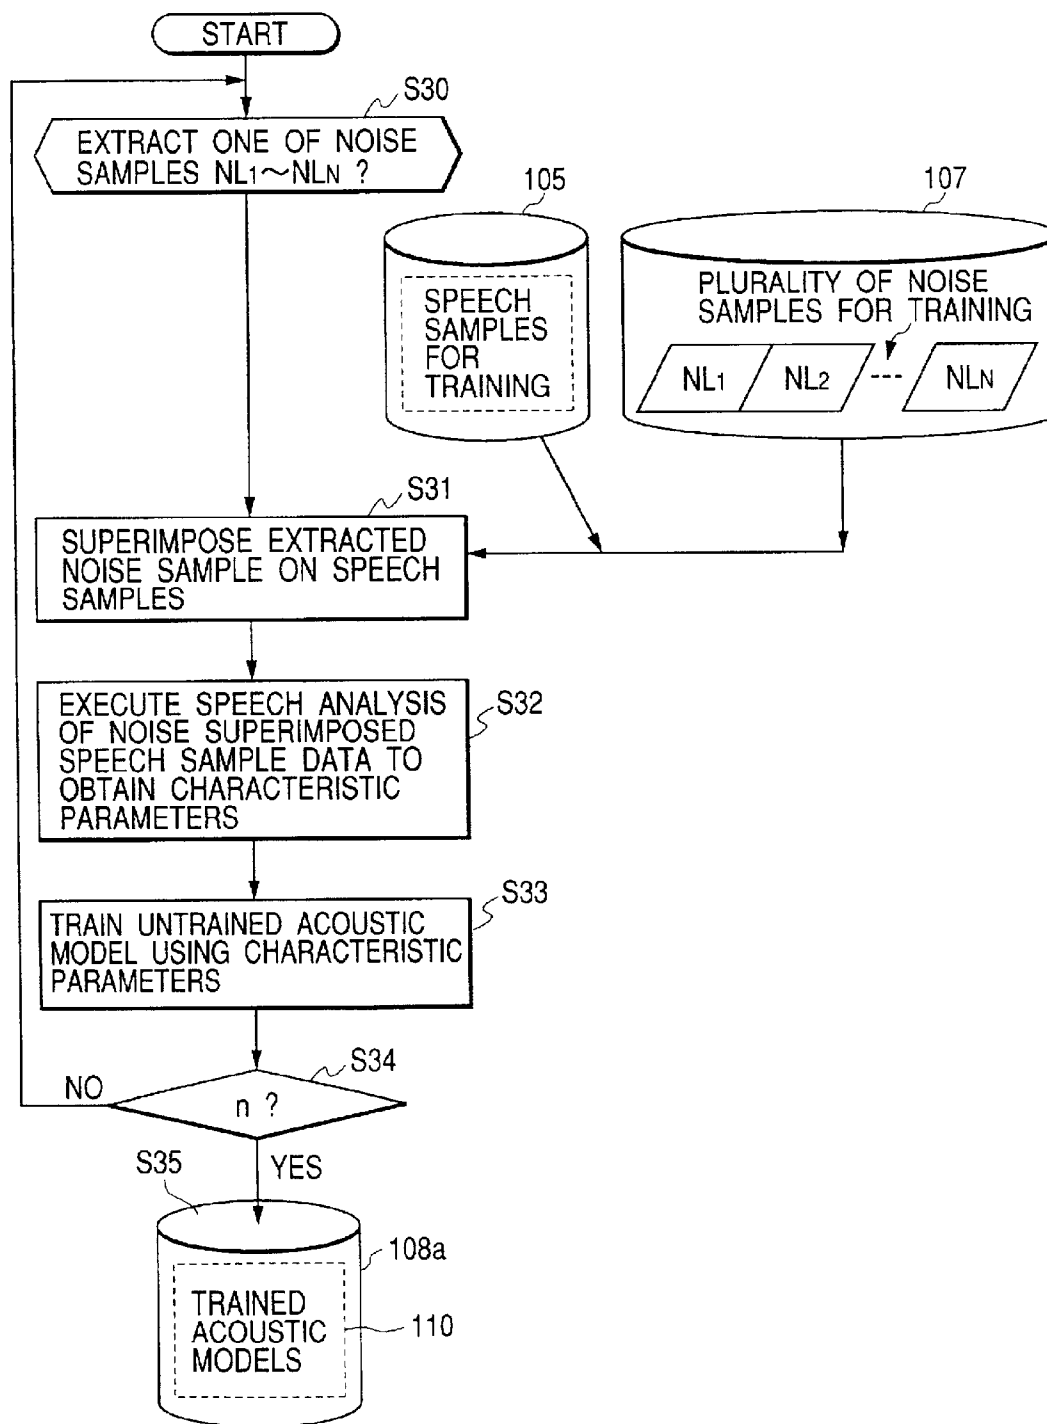 START
S30
EXTRACT ONE OF NOISE
SAMPLES NL1~NLN ?
105
107
SPEECH
SAMPLES
FOR
TRAINING
PLURALITY OF NOISE
SAMPLES FOR TRAINING
NL1 NL2 --- NLN
S31
SUPERIMPOSE EXTRACTED
NOISE SAMPLE ON SPEECH
SAMPLES
S32
EXECUTE SPEECH ANALYSIS
OF NOISE SUPERIMPOSED
SPEECH SAMPLE DATA TO
OBTAIN CHARACTERISTIC
PARAMETERS
S33
TRAIN UNTRAINED ACOUSTIC
MODEL USING CHARACTERISTIC
PARAMETERS
S34
NO
n ?
YES
S35
108a
TRAINED
ACOUSTIC
MODELS
110